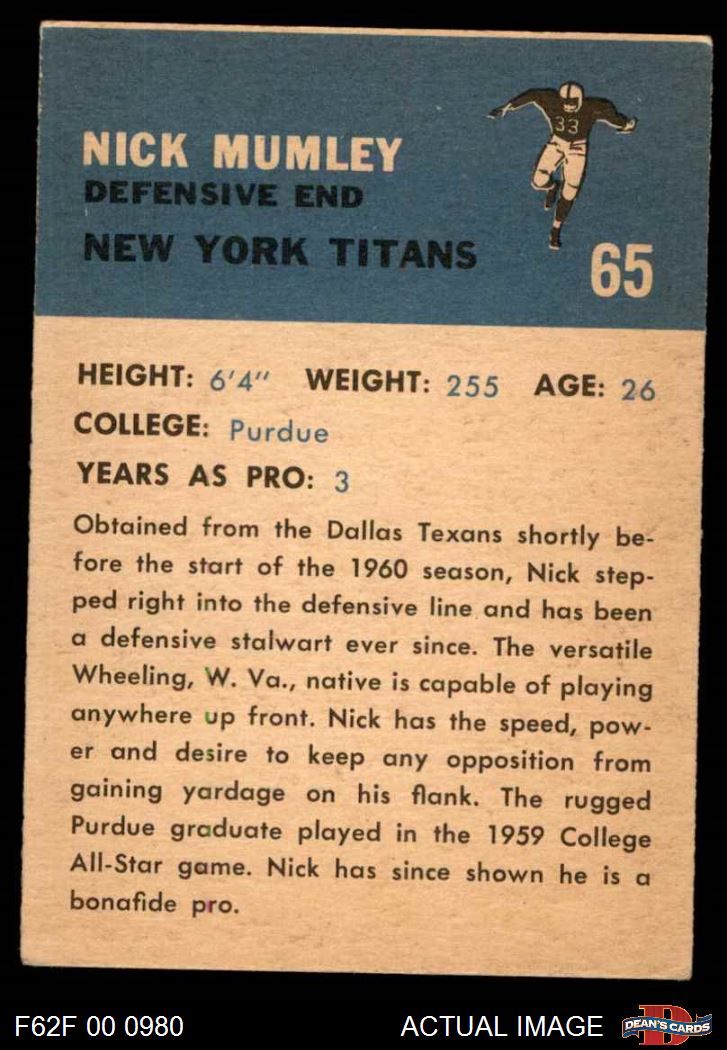 NICK MUMLEY
DEFENSIVE END
NEW YORK TITANS
33
65
HEIGHT: 6'4" WEIGHT: 255 AGE: 26
COLLEGE: Purdue
YEARS AS PRO: 3
Obtained from the Dallas Texans shortly be-
fore the start of the 1960 season, Nick step-
ped right into the defensive line and has been
a defensive stalwart ever since. The versatile
Wheeling, W. Va., native is capable of playing
anywhere up front. Nick has the speed, pow-
er and desire to keep any opposition from
gaining yardage on his flank. The rugged
Purdue graduate played in the 1959 College
All-Star game. Nick has since shown he is a
bonafide pro.
F62F 00 0980 ACTUAL IMAGE D DEAN'S CARDS